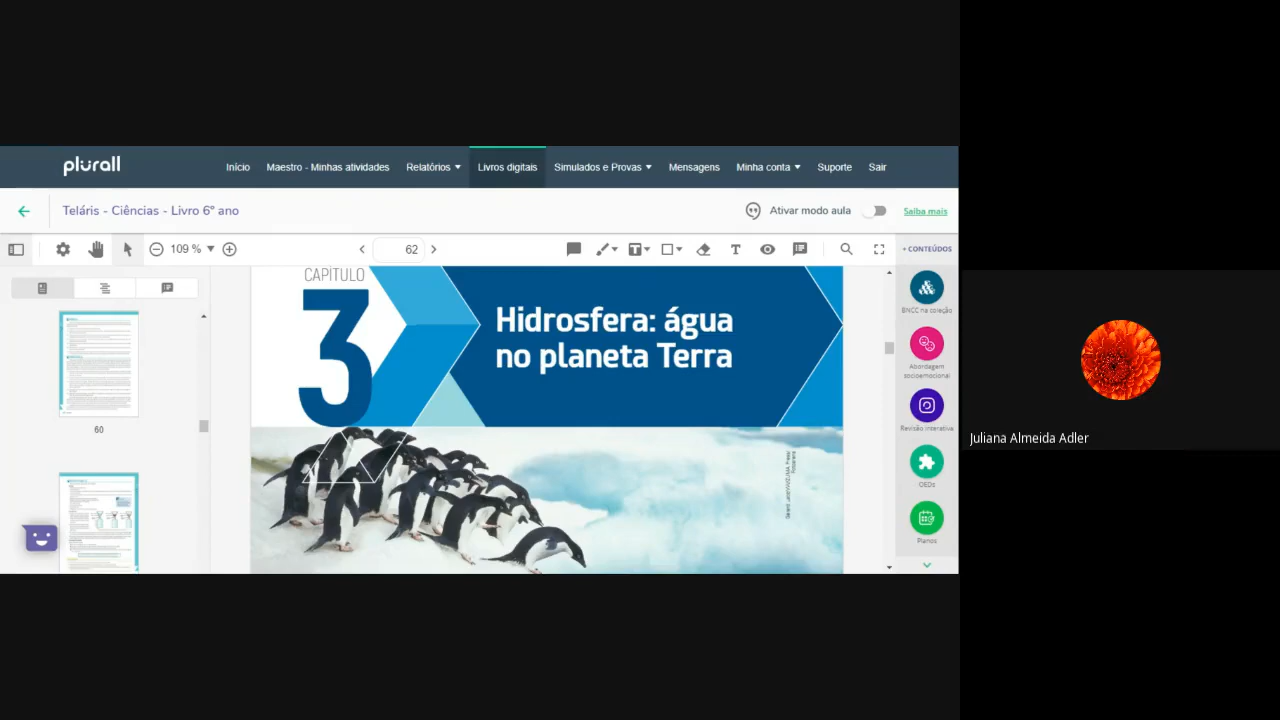 plurall
Início
Maestro - Minhas atividades
Relatórios
Livros digitais
Simulados e Provas
Mensagens
Minha conta
Suporte
Sair
Teláris - Ciências - Livro 6º ano
Ativar modo aula
Saiba mais
109 %
62
+ CONTEÚDOS
CAPÍTULO
3
Hidrosfera: água
no planeta Terra
60
BNCC na coreção
Abordagem
socioemocional
Revisão interativa
OEDs
Planos
Juliana Almeida Adler